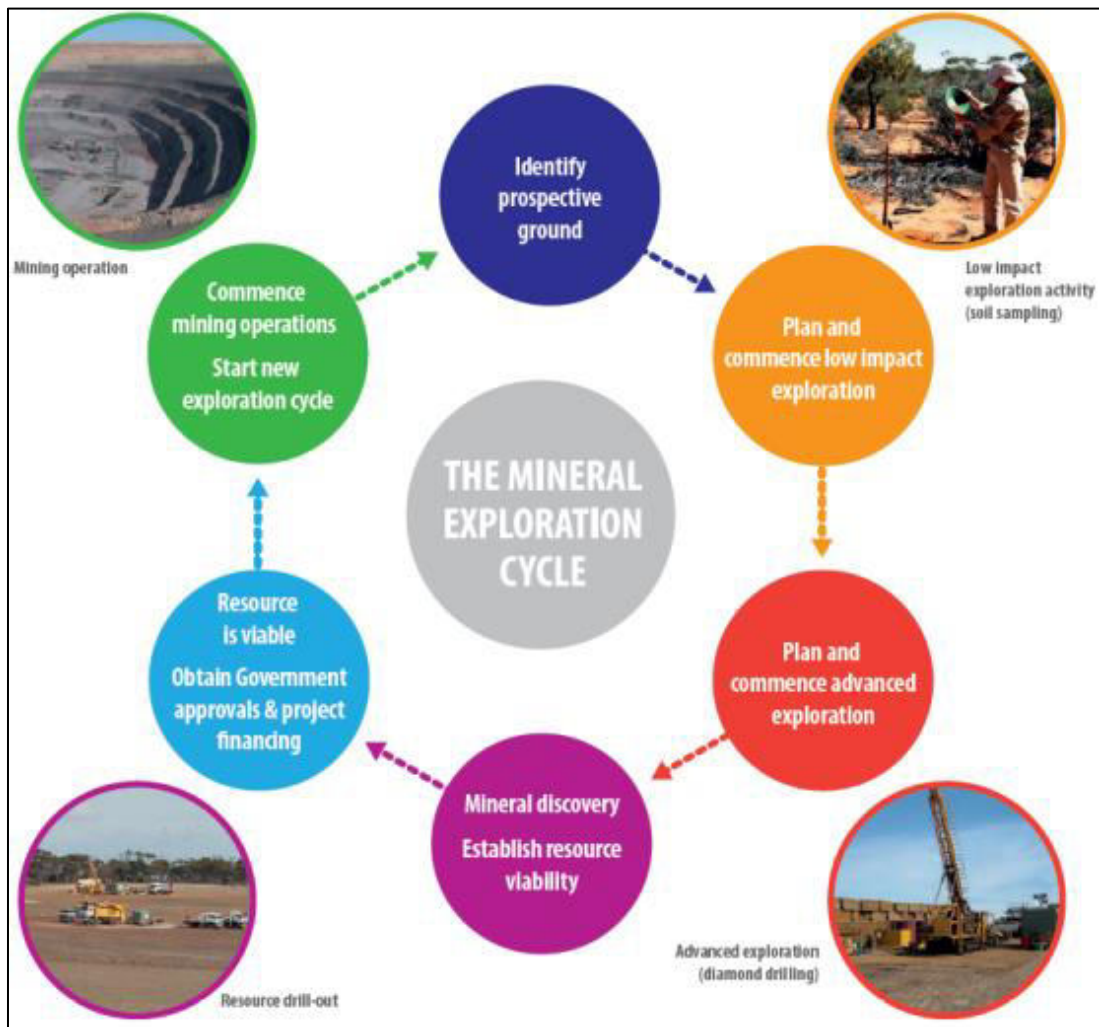 Identify
prospective
ground
Mining operation
Low impact
exploration activity
(soil sampling)
Commence
mining operations
Start new
exploration cycle
Plan and
commence low impact
exploration
THE MINERAL
EXPLORATION
CYCLE
Resource
is viable
Obtain Government
approvals & project
financing
Plan and
commence advanced
exploration
Mineral discovery
Establish resource
viability
Advanced exploration
(diamond drilling)
Resource drill-out